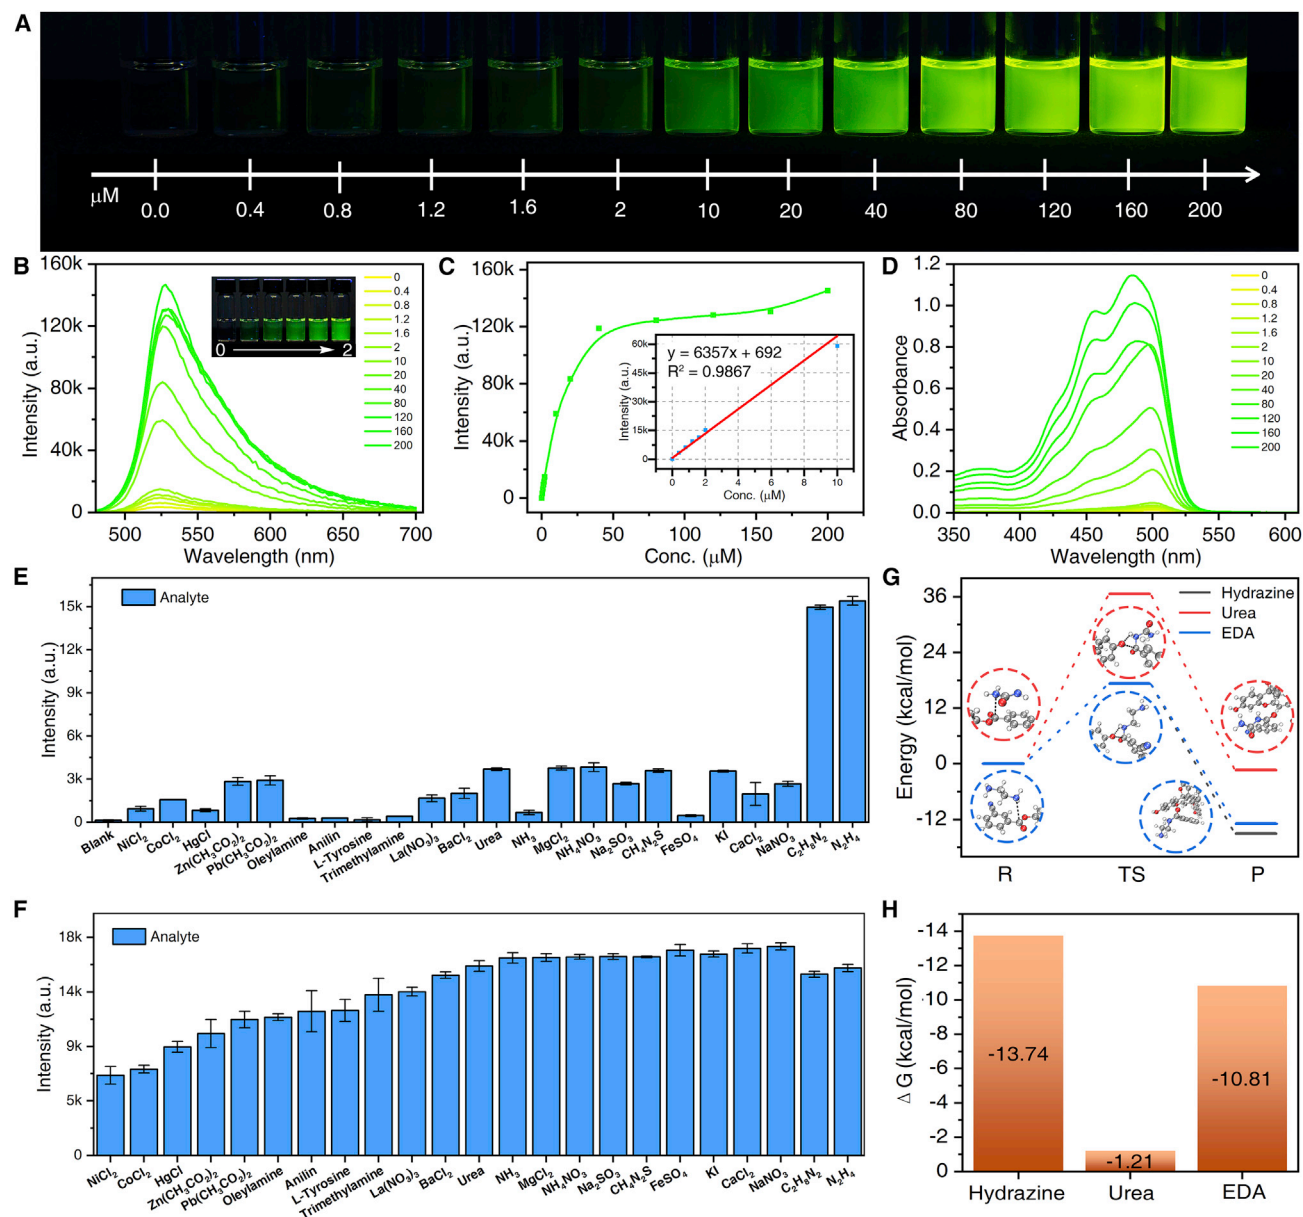 A
μM
0.0 0.4 0.8 1.2 1.6 2 10 20 40 80 120 160 200
B
160k
120k
80k
40k
0
Intensity (a.u.)
500 550 600 650 700
Wavelength (nm)
0 2
0
0.4
0.8
1.2
1.6
2
10
20
40
80
120
160
200
C
160k
120k
80k
40k
0
Intensity (a.u.)
0 50 100 150 200
Conc. (μM)
y = 6357x + 692
R² = 0.9867
60k
45k
30k
15k
0
Intensity (a.u.)
0 2 4 6 8 10
Conc. (μM)
D
1.2
1.0
0.8
0.6
0.4
0.2
0.0
Absorbance
350 400 450 500 550 600
Wavelength (nm)
0
0.4
0.8
1.2
1.6
2
10
20
40
80
120
160
200
E
Analyte
15k
12k
9k
6k
3k
0
Intensity (a.u.)
Blank
NiCl₂
CoCl₂
HgCl
Zn(CH₃CO₂)₂
Pb(CH₃CO₂)₂
Oleylamine
Anilin
L-Tyrosine
Trimethylamine
La(NO₃)₃
BaCl₂
Urea
NH₃
MgCl₂
NH₄NO₃
Na₂SO₃
CH₄N₂S
FeSO₄
KI
CaCl₂
NaNO₃
C₂H₈N₂
N₂H₄
F
Analyte
18k
14k
9k
5k
0
Intensity (a.u.)
NiCl₂
CoCl₂
HgCl
Zn(CH₃CO₂)₂
Pb(CH₃CO₂)₂
Oleylamine
Anilin
L-Tyrosine
Trimethylamine
La(NO₃)₃
BaCl₂
Urea
NH₃
MgCl₂
NH₄NO₃
Na₂SO₃
CH₄N₂S
FeSO₄
KI
CaCl₂
NaNO₃
C₂H₈N₂
N₂H₄
G
36
24
12
0
-12
Energy (kcal/mol)
Hydrazine
Urea
EDA
R TS P
H
-14
-12
-10
-8
-6
-4
-2
0
Δ G (kcal/mol)
-13.74
-1.21
-10.81
Hydrazine Urea EDA